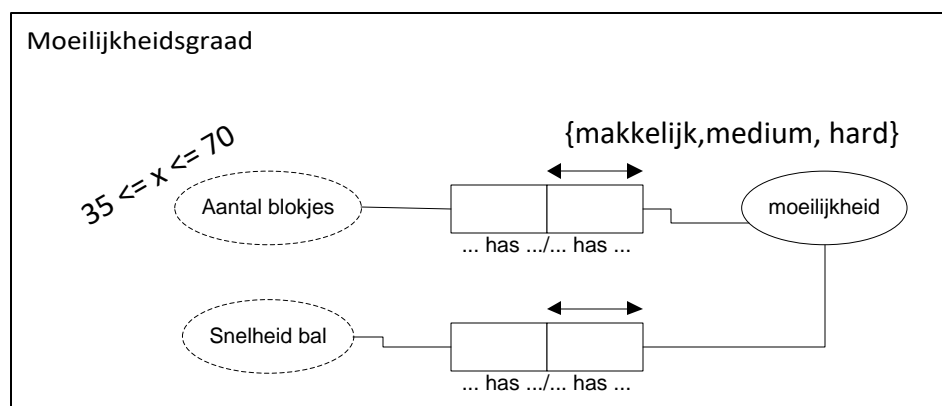 Moeilijkheidsgraad
35 <= x <= 70
{makkelijk,medium, hard}
Aantal blokjes
moeilijkheid
... has .../... has ...
Snelheid bal
... has .../... has ...